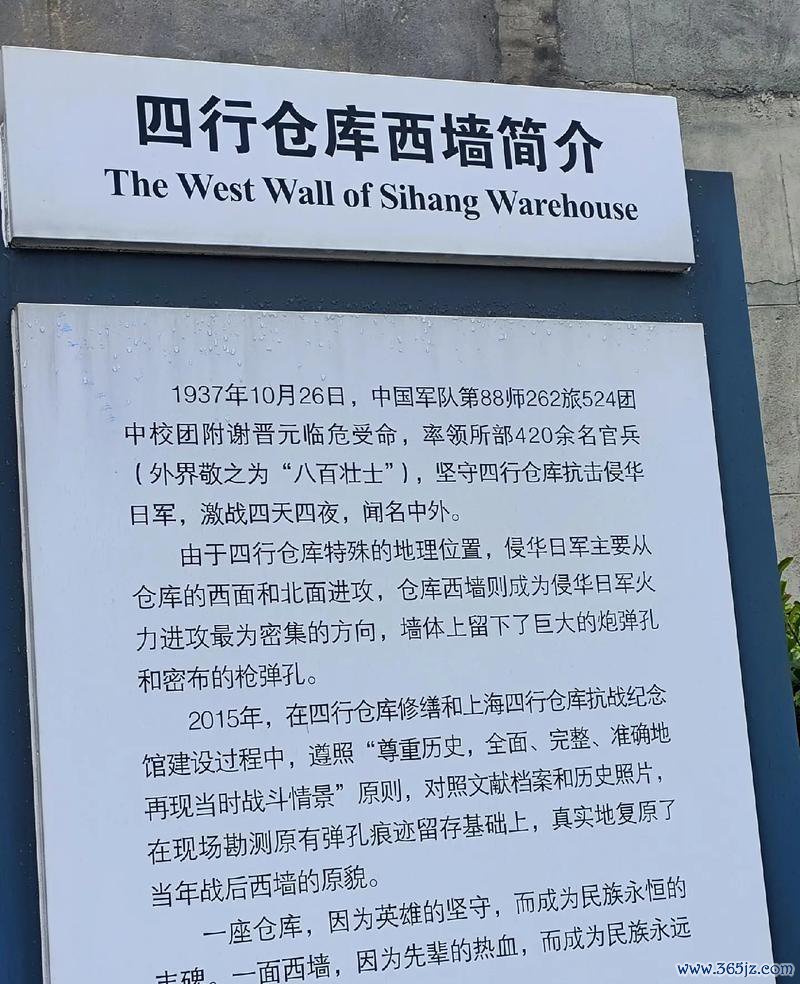 四行仓库西墙简介
The West Wall of Sihang Warehouse
1937年10月26日，中国军队第88师262旅524团
中校团附谢晋元临危受命，率领所部420余名官兵
（外界敬之为“八百壮士”），坚守四行仓库抗击侵华
日军，激战四天四夜，闻名中外。
由于四行仓库特殊的地理位置，侵华日军主要从
仓库的西面和北面进攻，仓库西墙则成为侵华日军火
力进攻最为密集的方向，墙体上留下了巨大的炮弹孔
和密布的枪弹孔。
2015年，在四行仓库修缮和上海四行仓库抗战纪念
馆建设过程中，遵照“尊重历史，全面、完整、准确地
再现当时战斗情景”原则，对照文献档案和历史照片，
在现场勘测原有弹孔痕迹留存基础上，真实地复原了
当年战后西墙的原貌。
一座仓库，因为英雄的坚守，而成为民族永恒的
丰碑。一面西墙，因为先辈的热血，而成为民族永远
www.365jz.com